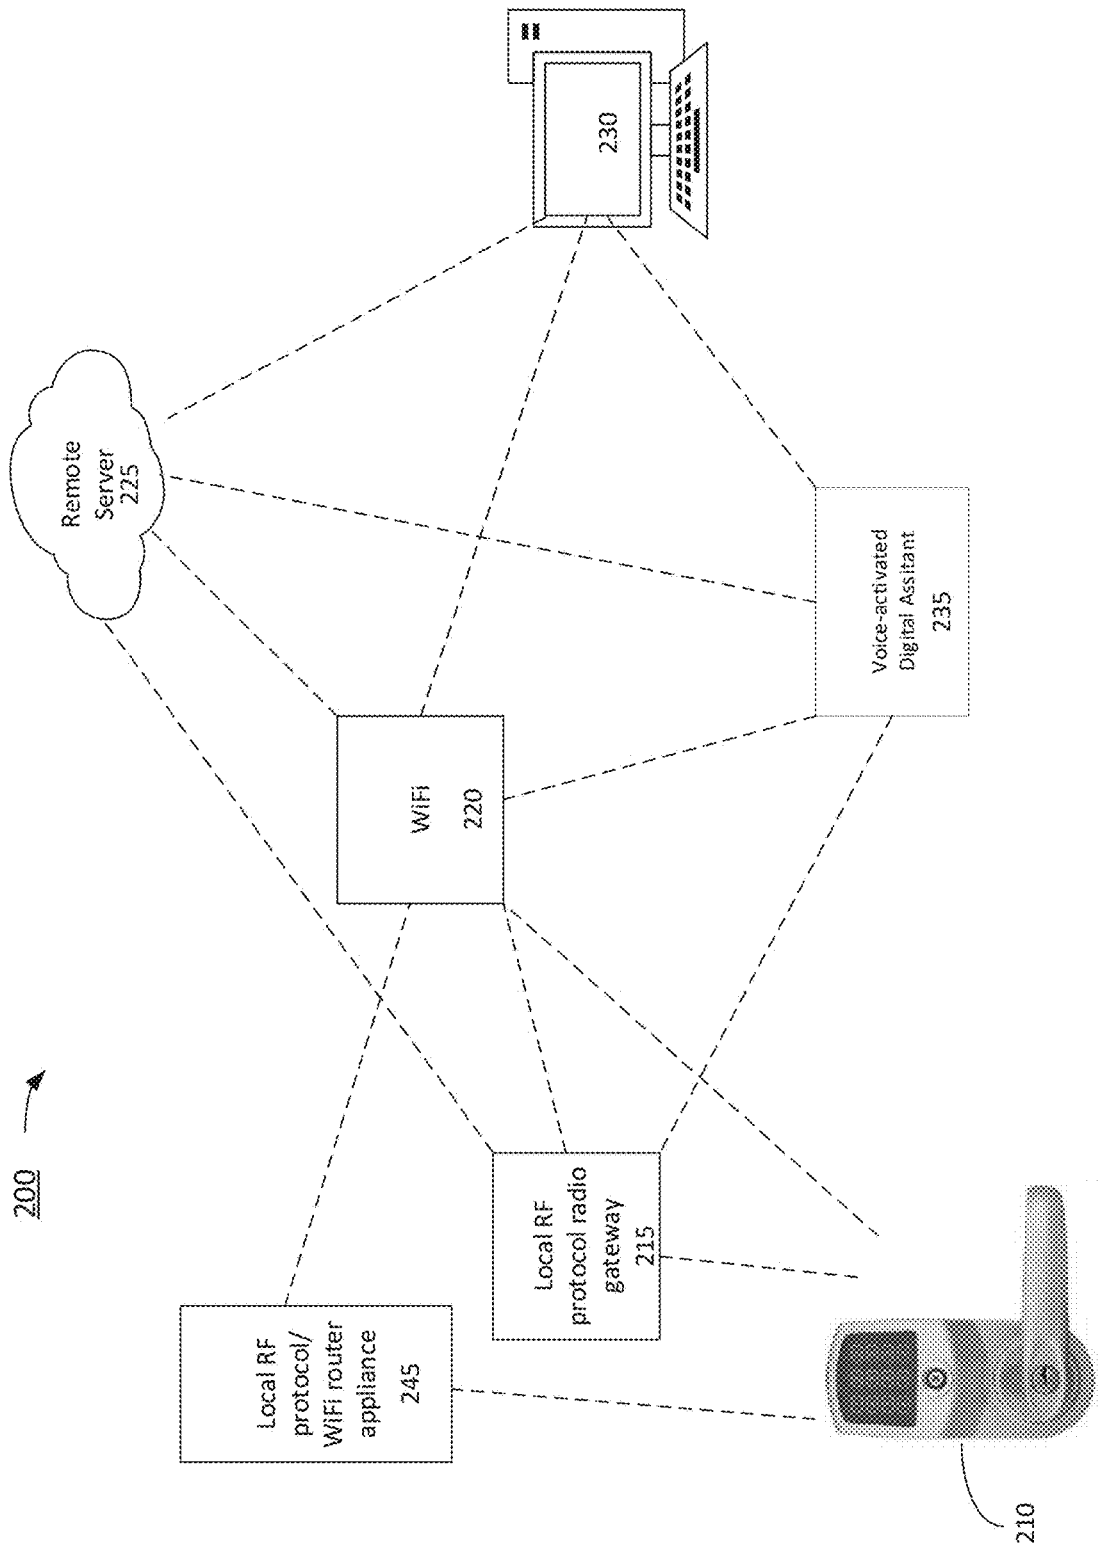 200
Remote
Server
225
230
WiFi
220
Local RF
protocol/
WiFi router
appliance
245
Local RF
protocol radio
gateway
215
Voice-activated
Digital Assitant
235
210